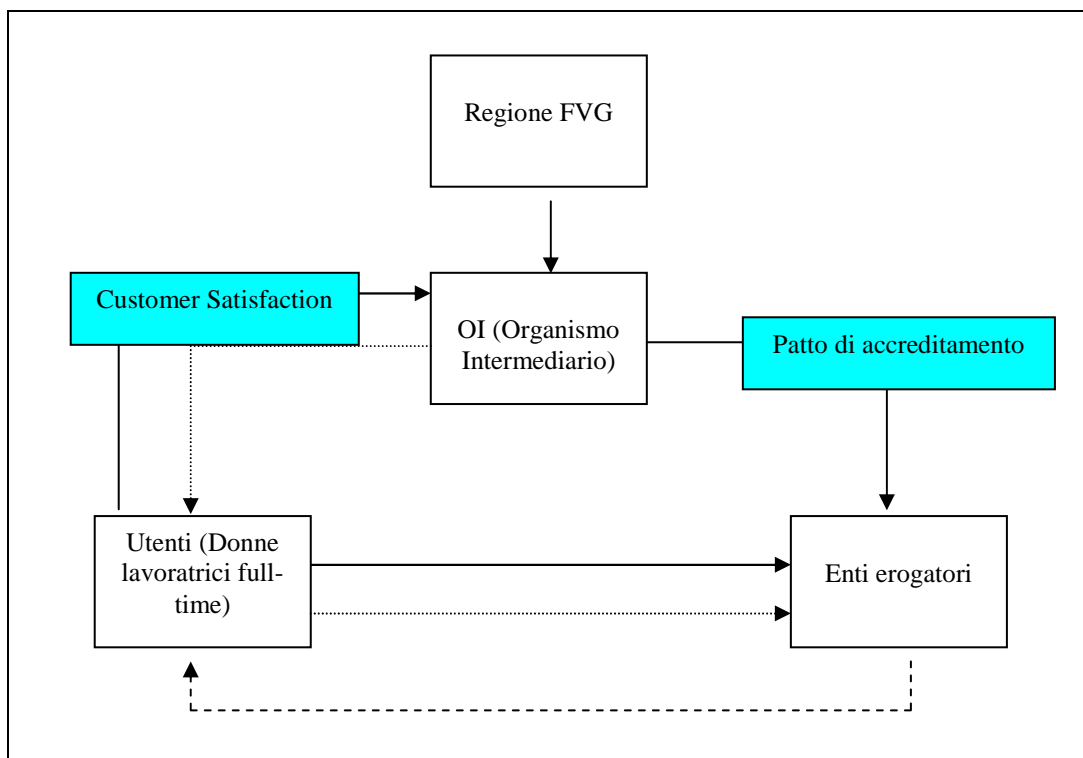 Regione FVG
Customer Satisfaction
OI (Organismo
Intermediario)
Patto di accreditamento
Utenti (Donne
lavoratrici full-
time)
Enti erogatori